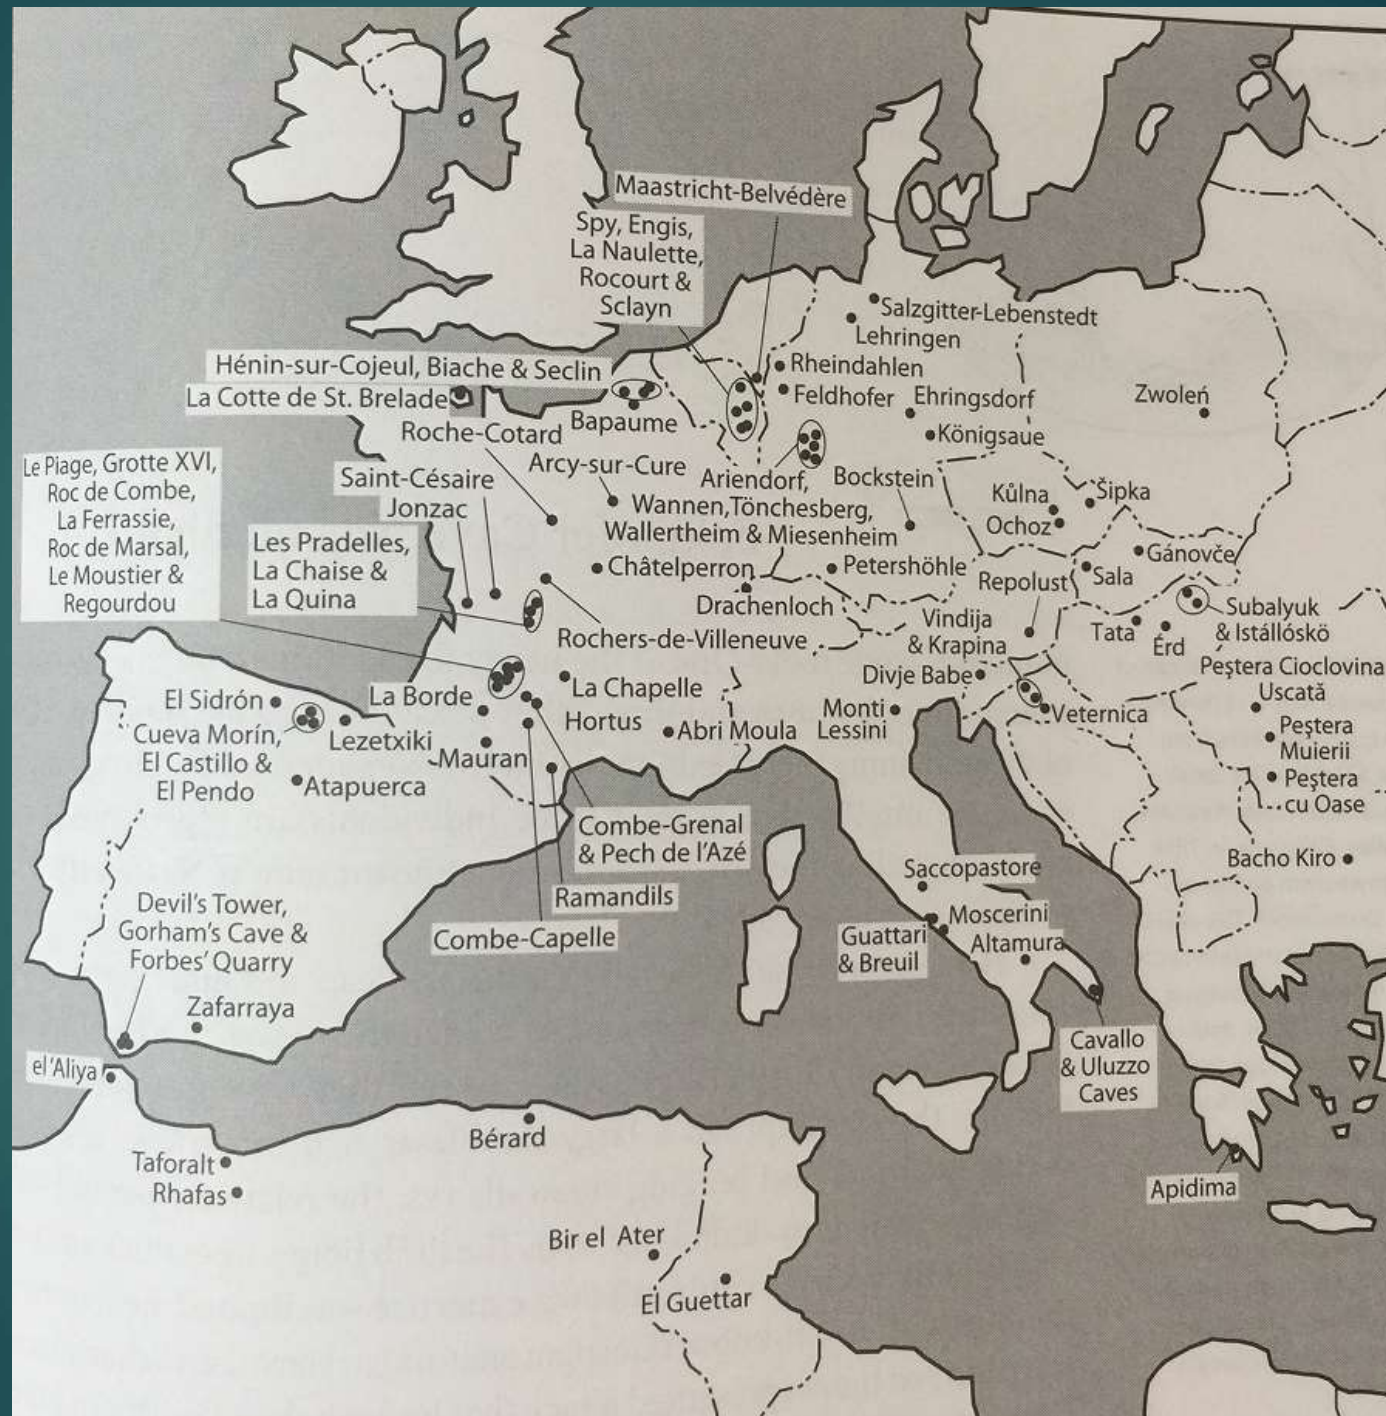 Maastricht-Belvédère
Spy, Engis,
La Naulette,
Rocourt &
Sclayn
Salzgitter-Lebenstedt
Lehringen
Hénin-sur-Cojeul, Biache & Seclin
Rheindahlen
La Cotte de St. Brelade
Feldhofer
Ehringsdorf
Zwoleń
Bapaume
Roche-Cotard
Königsaue
Le Piage, Grotte XVI,
Roc de Combe,
La Ferrassie,
Roc de Marsal,
Le Moustier &
Regourdou
Arcy-sur-Cure
Saint-Césaire
Jonzac
Ariendorf,
Wannen, Tönchesberg,
Wallertheim & Miesenheim
Bockstein
Kůlna
Šipka
Ochoz
Les Pradelles,
La Chaise &
La Quina
Châtelperron
Petershöhle
Gánovče
Repolust
Sala
Drachenloch
Vindija
& Krapina
Subalyuk
& Istállóskö
Tata
Érd
Rochers-de-Villeneuve
Divje Babe
Peştera Cioclovina
Uscată
El Sidrón
La Borde
La Chapelle
Monti
Lessini
Veternica
Cueva Morín,
El Castillo &
El Pendo
Lezetxiki
Hortus
Abri Moula
Peştera
Muierii
Mauran
Atapuerca
Peştera
cu Oase
Combe-Grenal
& Pech de l'Azé
Bacho Kiro
Saccopastore
Ramandils
Devil's Tower,
Gorham's Cave &
Forbes' Quarry
Combe-Capelle
Moscerini
Guattari
& Breuil
Altamura
Zafarraya
Cavallo
& Uluzzo
Caves
el 'Aliya
Bérard
Taforalt
Rhafas
Apidima
Bir el Ater
El Guettar